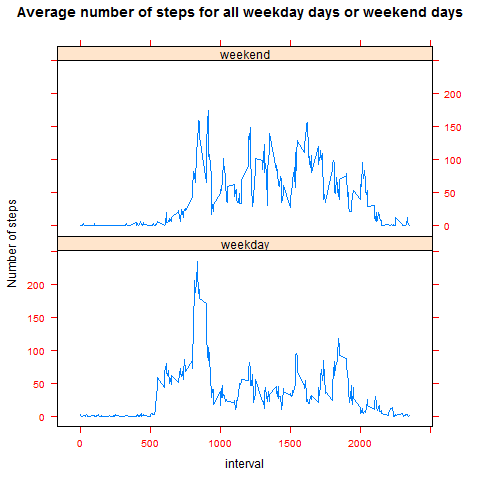 Average number of steps for all weekday days or weekend days
weekend
200
150
100
50
0
Number of steps
weekday
200
150
100
50
0
0 500 1000 1500 2000
interval